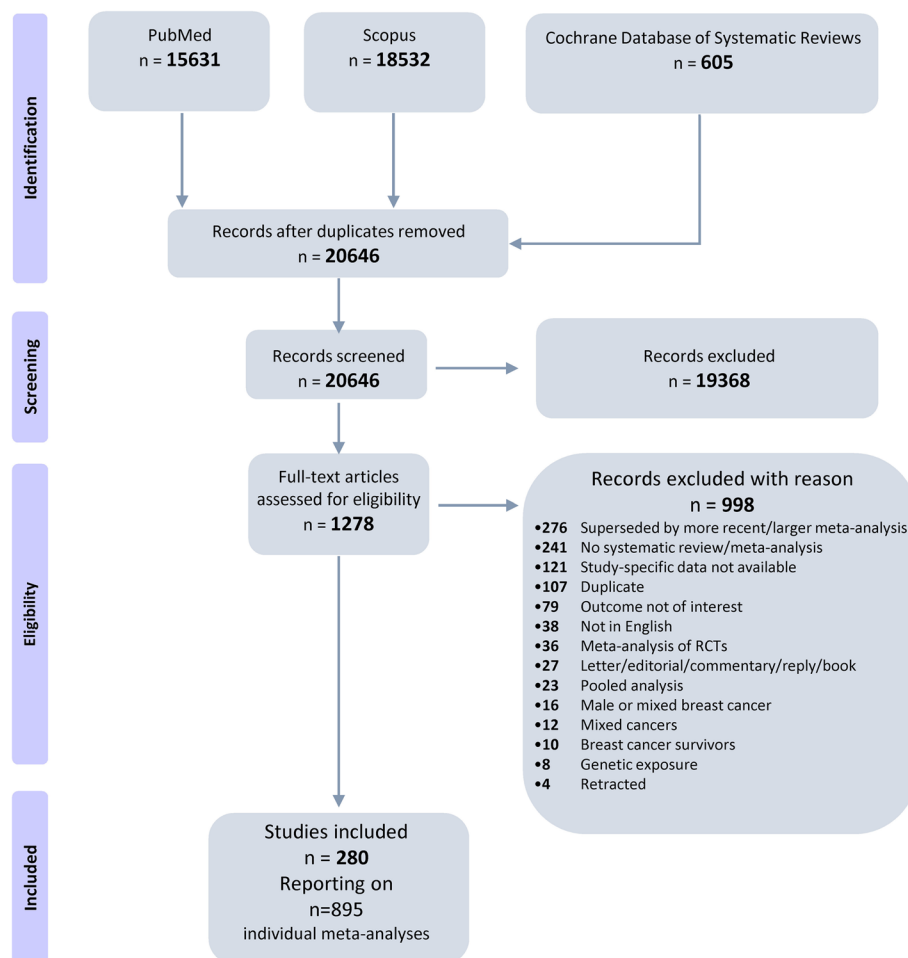 Identification
PubMed
n = 15631
Scopus
n = 18532
Cochrane Database of Systematic Reviews
n = 605
Records after duplicates removed
n = 20646
Screening
Records screened
n = 20646
Records excluded
n = 19368
Eligibility
Full-text articles
assessed for eligibility
n = 1278
Records excluded with reason
n = 998
•276 Superseded by more recent/larger meta-analysis
•241 No systematic review/meta-analysis
•121 Study-specific data not available
•107 Duplicate
•79 Outcome not of interest
•38 Not in English
•36 Meta-analysis of RCTs
•27 Letter/editorial/commentary/reply/book
•23 Pooled analysis
•16 Male or mixed breast cancer
•12 Mixed cancers
•10 Breast cancer survivors
•8 Genetic exposure
•4 Retracted
Included
Studies included
n = 280
Reporting on
n=895
individual meta-analyses